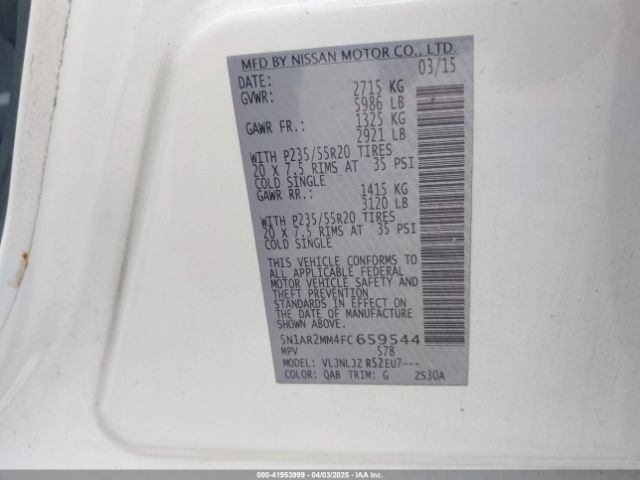 MFD BY NISSAN MOTOR CO., LTD.
DATE: 03/15
GVWR: 2715 KG
5986 LB
GAWR FR.: 1325 KG
2921 LB
WITH P235/55R20 TIRES
20 X 7.5 RIMS AT 35 PSI
COLD SINGLE
GAWR RR.: 1415 KG
3120 LB
WITH P235/55R20 TIRES
20 X 7.5 RIMS AT 35 PSI
COLD SINGLE
THIS VEHICLE CONFORMS TO
ALL APPLICABLE FEDERAL
MOTOR VEHICLE SAFETY AND
THEFT PREVENTION
STANDARDS IN EFFECT ON
THE DATE OF MANUFACTURE
SHOWN ABOVE.
5N1AR2MM4FC659544
MPV 578
MODEL: VLJNLJZ R52EU7---
COLOR: QAB TRIM: G ZS30A
000-41953999 - 04/03/2025 - IAAI.COM